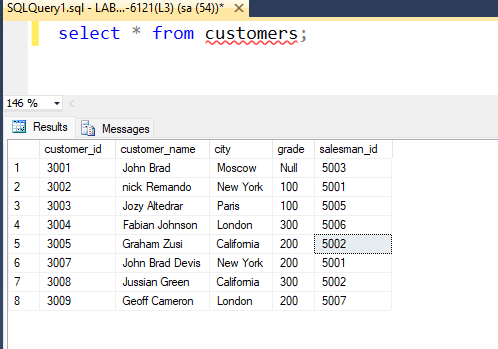 SQLQuery1.sql - LAB...-6121(L3) (sa (54))*
select * from customers;
146 %
Results Messages
customer_id customer_name city grade salesman_id
1 3001 John Brad Moscow Null 5003
2 3002 nick Remando New York 100 5001
3 3003 Jozy Altedrar Paris 100 5005
4 3004 Fabian Johnson London 300 5006
5 3005 Graham Zusi California 200 5002
6 3007 John Brad Devis New York 200 5001
7 3008 Jussian Green California 300 5002
8 3009 Geoff Cameron London 200 5007